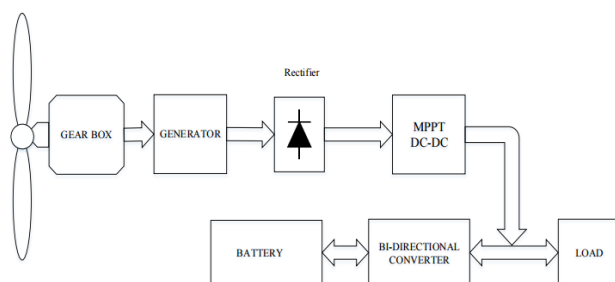 Rectifier
GEAR BOX
GENERATOR
MPPT
DC-DC
BATTERY
BI-DIRECTIONAL
CONVERTER
LOAD